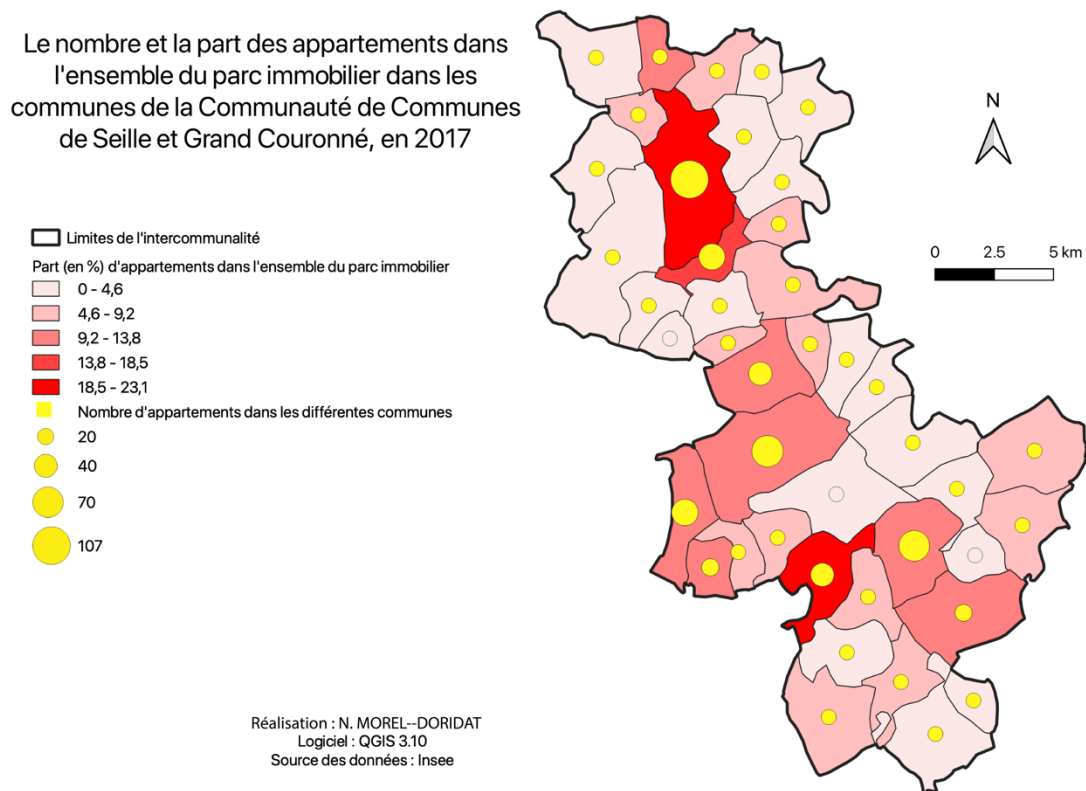 Le nombre et la part des appartements dans
l'ensemble du parc immobilier dans les
communes de la Communauté de Communes
de Seille et Grand Couronné, en 2017
N
Limites de l'intercommunalité
Part (en %) d'appartements dans l'ensemble du parc immobilier
0 - 4,6
4,6 - 9,2
9,2 - 13,8
13,8 - 18,5
18,5 - 23,1
Nombre d'appartements dans les différentes communes
20
40
70
107
0 2.5 5 km
Réalisation : N. MOREL--DORIDAT
Logiciel : QGIS 3.10
Source des données : Insee